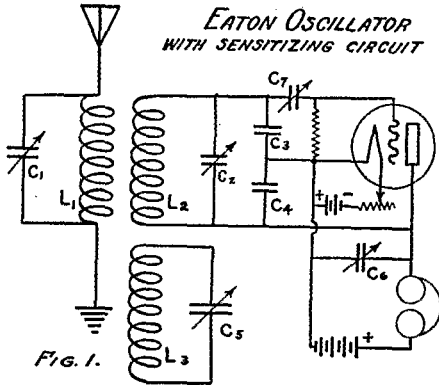 EATON OSCILLATOR
WITH SENSITIZING CIRCUIT
C7
C3
C1
L1
L2
C2
C4
+ -
C6
L3
C5
+
FIG. 1.